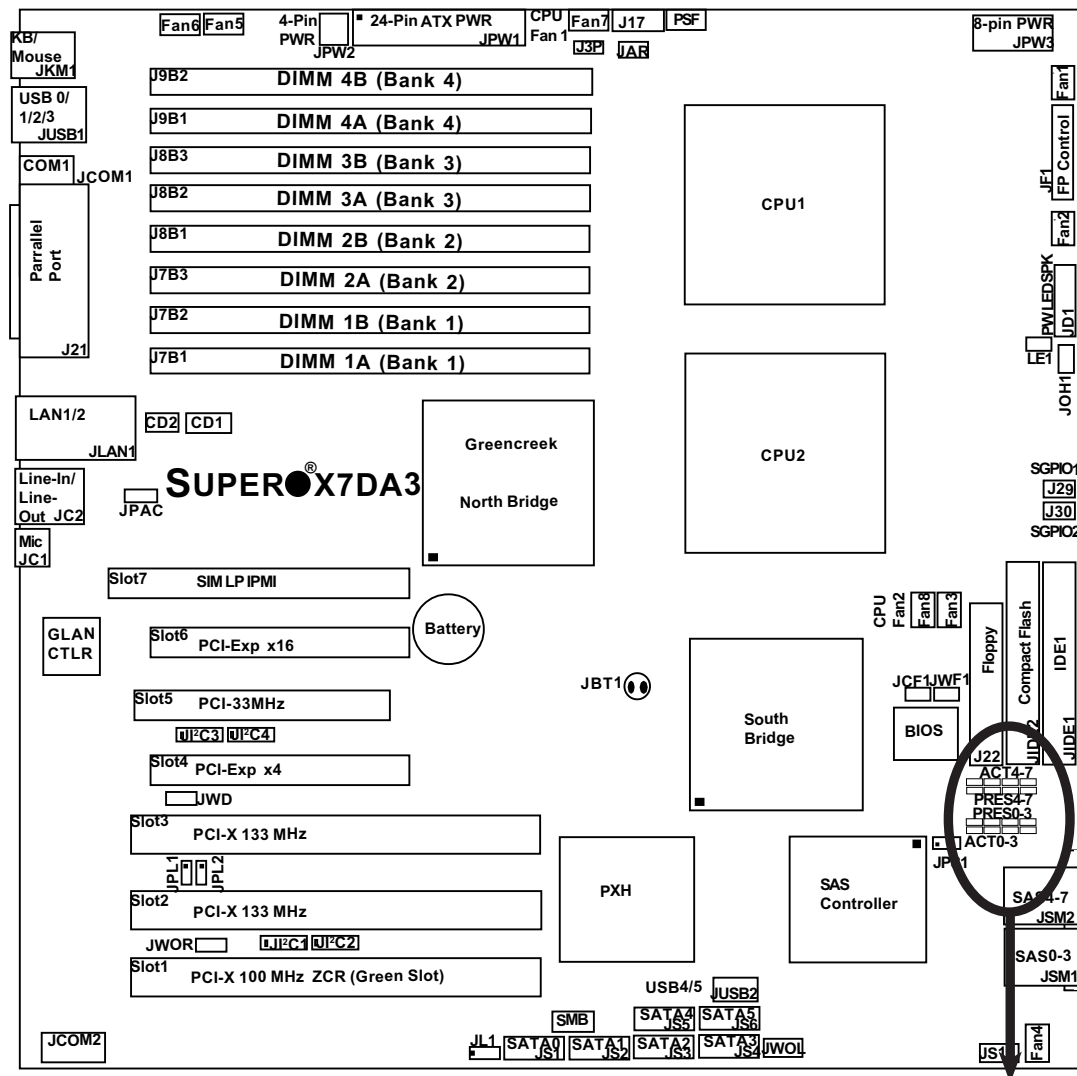 Fan6 Fan5
4-Pin
PWR
JPW2
24-Pin ATX PWR
JPW1
CPU
Fan 1
Fan7
J17
PSF
J3P
JAR
8-pin PWR
JPW3
KB/
Mouse
JKM1
USB 0/
1/2/3
JUSB1
COM1
JCOM1
Parrallel
Port
J21
J9B2 DIMM 4B (Bank 4)
J9B1 DIMM 4A (Bank 4)
J8B3 DIMM 3B (Bank 3)
J8B2 DIMM 3A (Bank 3)
J8B1 DIMM 2B (Bank 2)
J7B3 DIMM 2A (Bank 2)
J7B2 DIMM 1B (Bank 1)
J7B1 DIMM 1A (Bank 1)
CPU1
CPU2
Fan1
FP Control
JF1
Fan2
PWLEDSPK
JD1
LE1
JOH1
LAN1/2
JLAN1
CD2
CD1
Line-In/
Line-
Out JC2
JPAC
Mic
JC1
SUPER●®X7DA3
Greencreek
North Bridge
SGPIO1
J29
J30
SGPIO2
Slot7 SIM LP IPMI
GLAN
CTLR
Slot6
PCI-Exp x16
Battery
Slot5
PCI-33MHz
JI²C3 JI²C4
Slot4
PCI-Exp x4
JWD
JBT1
South
Bridge
CPU
Fan2
Fan8
Fan3
JCF1 JWF1
BIOS
Floppy
J22
Compact Flash
IDE1
JIDE1
ACT4-7
PRES4-7
PRES0-3
ACT0-3
Slot3
PCI-X 133 MHz
JPL1
JPL2
Slot2
PCI-X 133 MHz
JWOR
JI²C1 JI²C2
Slot1
PCI-X 100 MHz ZCR (Green Slot)
PXH
SAS
Controller
JSM2
SAS0-3
JSM1
USB4/5
JUSB2
JCOM2
SMB
JL1
SATA4
JS5
SATA5
JS6
SATA0
JS1
SATA1
JS2
SATA2
JS3
SATA3
JS4
JWOL
Fan4